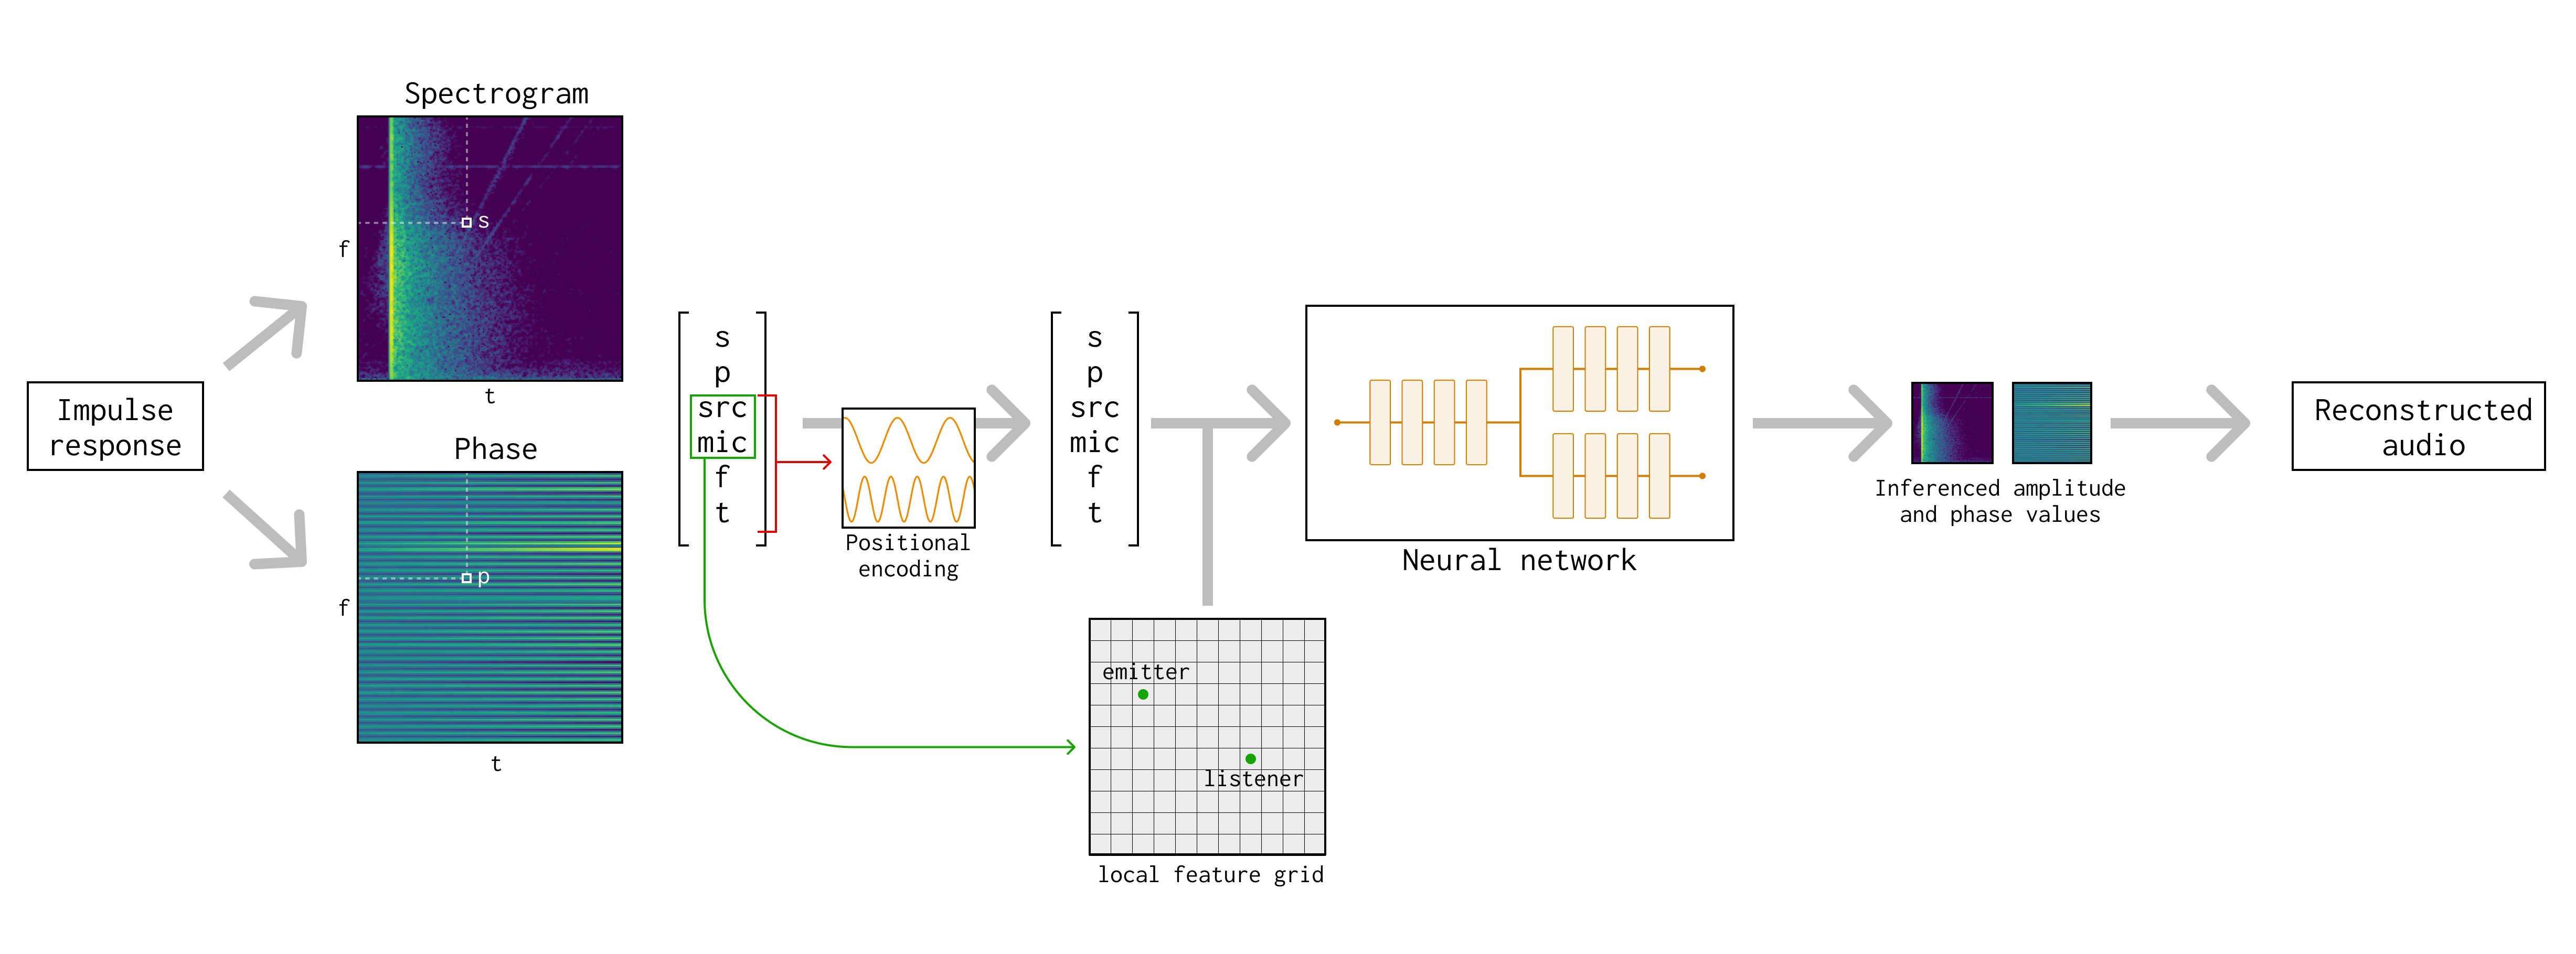 Impulse
response
Spectrogram
s
f
t
Phase
p
f
t
s
p
src
mic
f
t
Positional
encoding
s
p
src
mic
f
t
emitter
listener
local feature grid
Neural network
Inferenced amplitude
and phase values
Reconstructed
audio